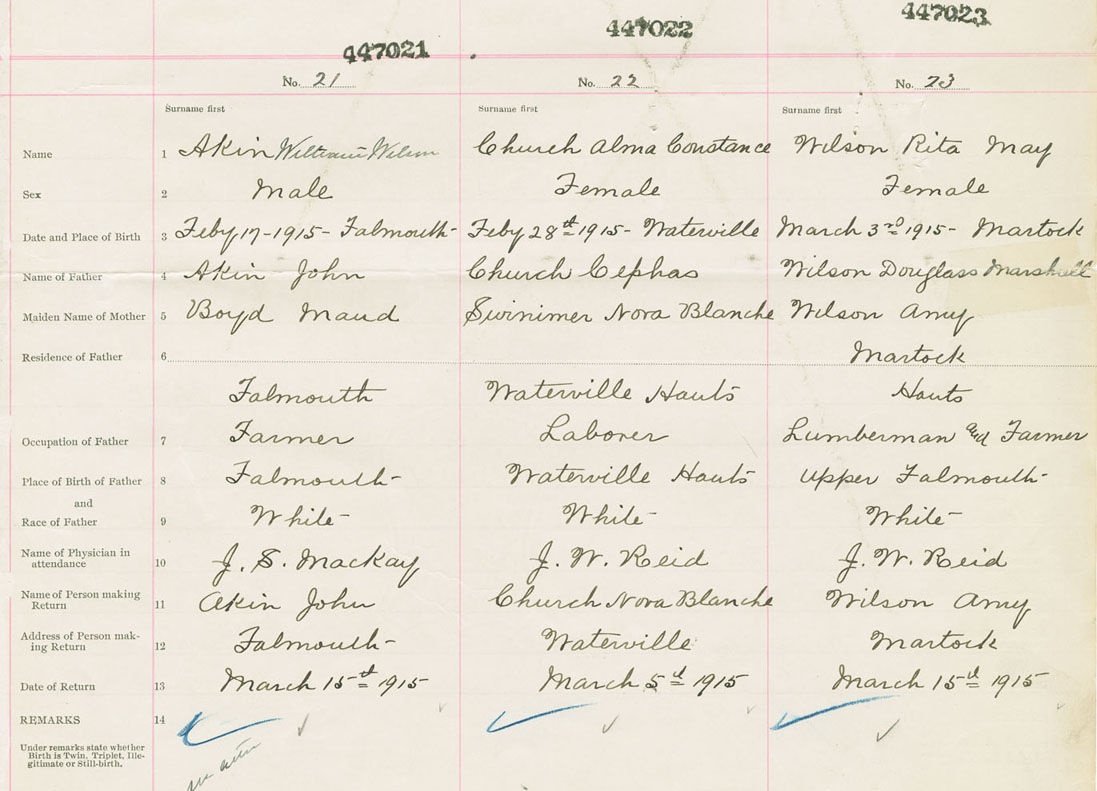 447021 447022 447023
No. 21 No. 22 No. 23
Surname first Surname first Surname first
Name 1 Akin William Wilson Church Alma Constance Wilson Rita May
Sex 2 Male Female Female
Date and Place of Birth 3 Feby 17-1915- Falmouth- Feby 28th 1915- Waterville March 3rd 1915- Martock
Name of Father 4 Akin John Church Cephas Wilson Douglass Marshall
Maiden Name of Mother 5 Boyd Maud Swinimer Nora Blanche Wilson Amy
Residence of Father 6 Martock
Falmouth Waterville Hants Hants
Occupation of Father 7 Farmer Laborer Lumberman and Farmer
Place of Birth of Father 8 Falmouth- Waterville Hants Upper Falmouth-
and
Race of Father 9 White- White- White-
Name of Physician in
attendance 10 J. S. Mackay J. W. Reid J. W. Reid
Name of Person making
Return 11 Akin John Church Nora Blanche Wilson Amy
Address of Person mak-
ing Return 12 Falmouth- Waterville Martock
Date of Return 13 March 15th 1915 March 5th 1915 March 15th 1915
REMARKS 14
Under remarks state whether
Birth is Twin, Triplet, Ille-
gitimate or Still-birth.